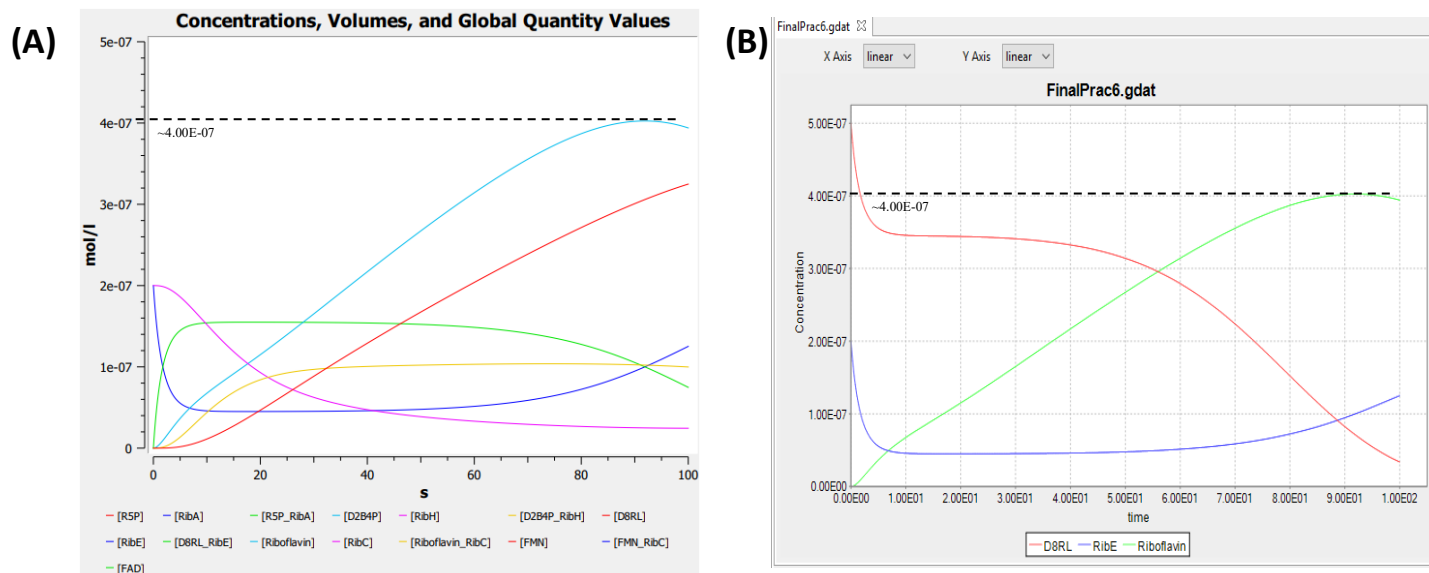 (A)
Concentrations, Volumes, and Global Quantity Values
5e-07
4e-07
~4.00E-07
3e-07
mol/l
2e-07
1e-07
0
0 20 40 60 80 100
s
[R5P] [RibA] [R5P_RibA] [D2B4P] [RibH] [D2B4P_RibH] [D8RL]
[RibE] [D8RL_RibE] [Riboflavin] [RibC] [Riboflavin_RibC] [FMN] [FMN_RibC]
[FAD]
(B)
FinalPrac6.gdat
X Axis linear Y Axis linear
FinalPrac6.gdat
5.00E-07
4.00E-07
~4.00E-07
3.00E-07
Concentration
2.00E-07
1.00E-07
0.00E00
0.00E00 1.00E01 2.00E01 3.00E01 4.00E01 5.00E01 6.00E01 7.00E01 8.00E01 9.00E01 1.00E02
time
D8RL RibE Riboflavin